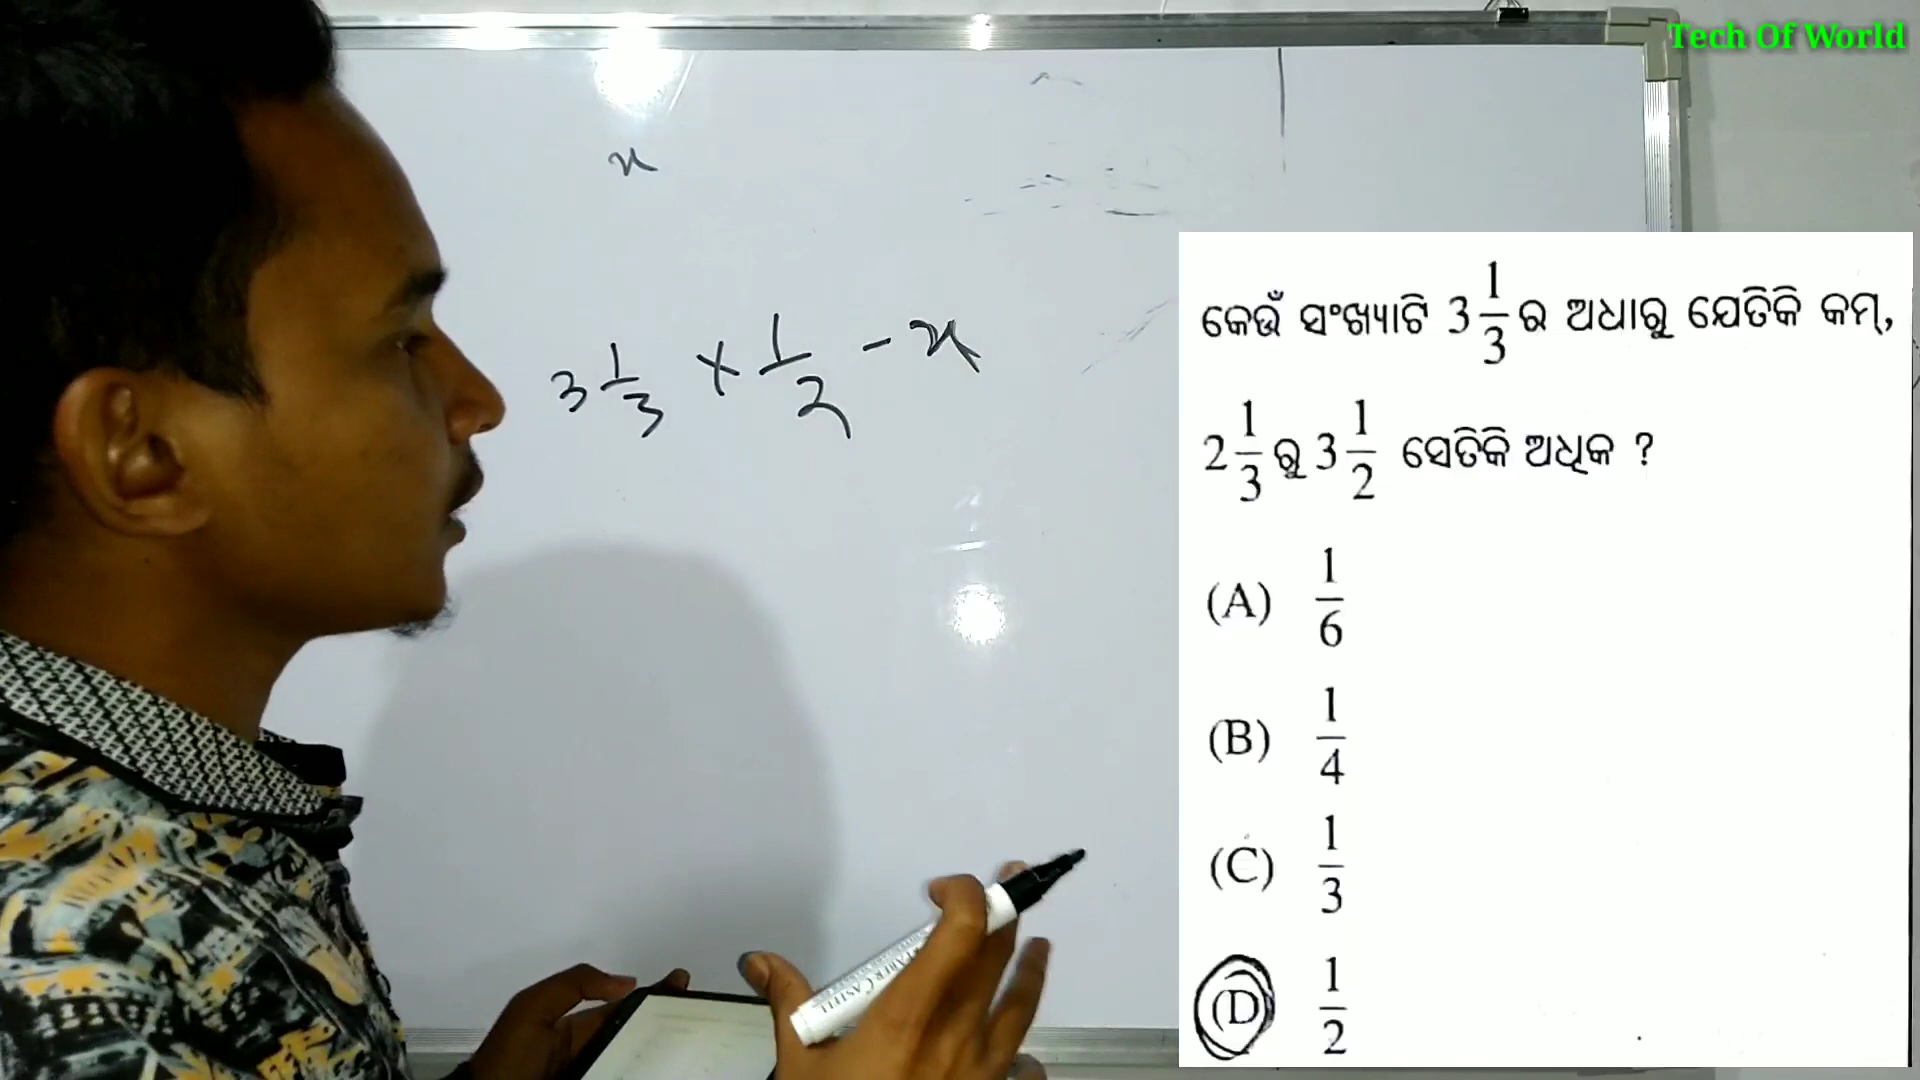 Tech Of World
x
3 1/3 × 1/2 - x
କେଉଁ ସଂଖ୍ୟାଟି 3 1/3 ର ଅଧାରୁ ଯେତିକି କମ୍,
2 1/3 ରୁ 3 1/2 ସେତିକି ଅଧିକ ?
(A) 1/6
(B) 1/4
(C) 1/3
(D) 1/2